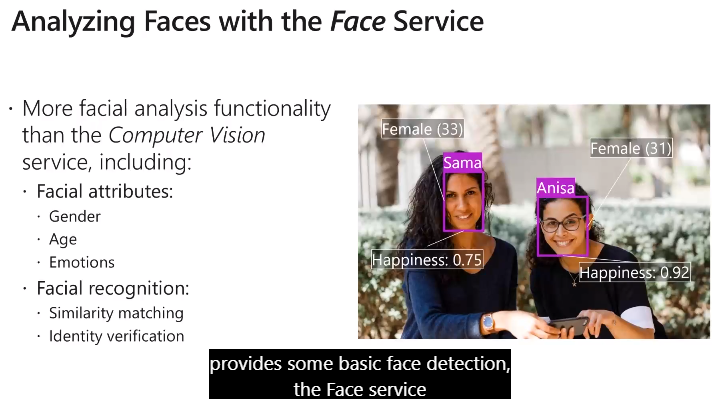 Analyzing Faces with the Face Service
· More facial analysis functionality
than the Computer Vision
service, including:
· Facial attributes:
· Gender
· Age
· Emotions
· Facial recognition:
· Similarity matching
· Identity verification
Female (33)
Female (31)
Sama
Anisa
Happiness: 0.75
Happiness: 0.92
provides some basic face detection,
the Face service